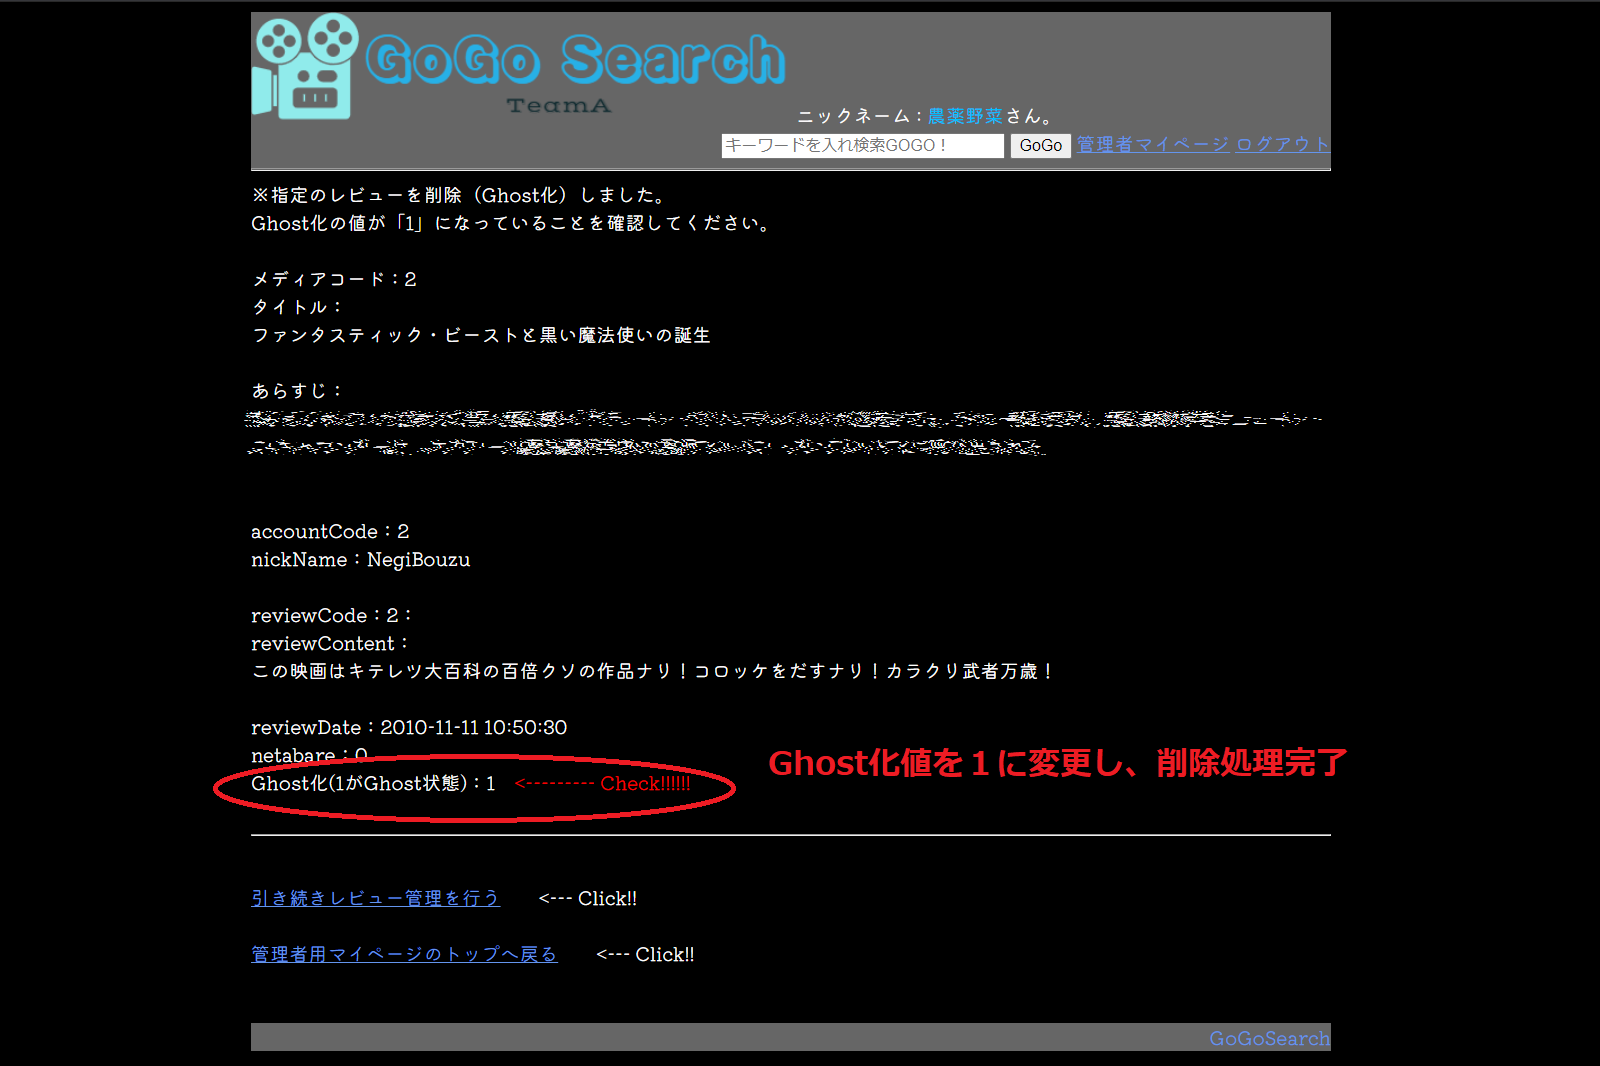 GoGo Search
TeamA
ニックネーム：農薬野菜さん。
キーワードを入れ検索GOGO！ GoGo 管理者マイページ ログアウト
※指定のレビューを削除（Ghost化）しました。
Ghost化の値が「1」になっていることを確認してください。
メディアコード：2
タイトル：
ファンタスティック・ビーストと黒い魔法使いの誕生
あらすじ：
accountCode：2
nickName：NegiBouzu
reviewCode：2：
reviewContent：
この映画はキテレツ大百科の百倍クソの作品ナリ！コロッケをだすナリ！カラクリ武者万歳！
reviewDate：2010-11-11 10:50:30
netabare：0
Ghost化値を１に変更し、削除処理完了
Ghost化(1がGhost状態)：1 <--------- Check!!!!!!
引き続きレビュー管理を行う <--- Click!!
管理者用マイページのトップへ戻る <--- Click!!
GoGoSearch